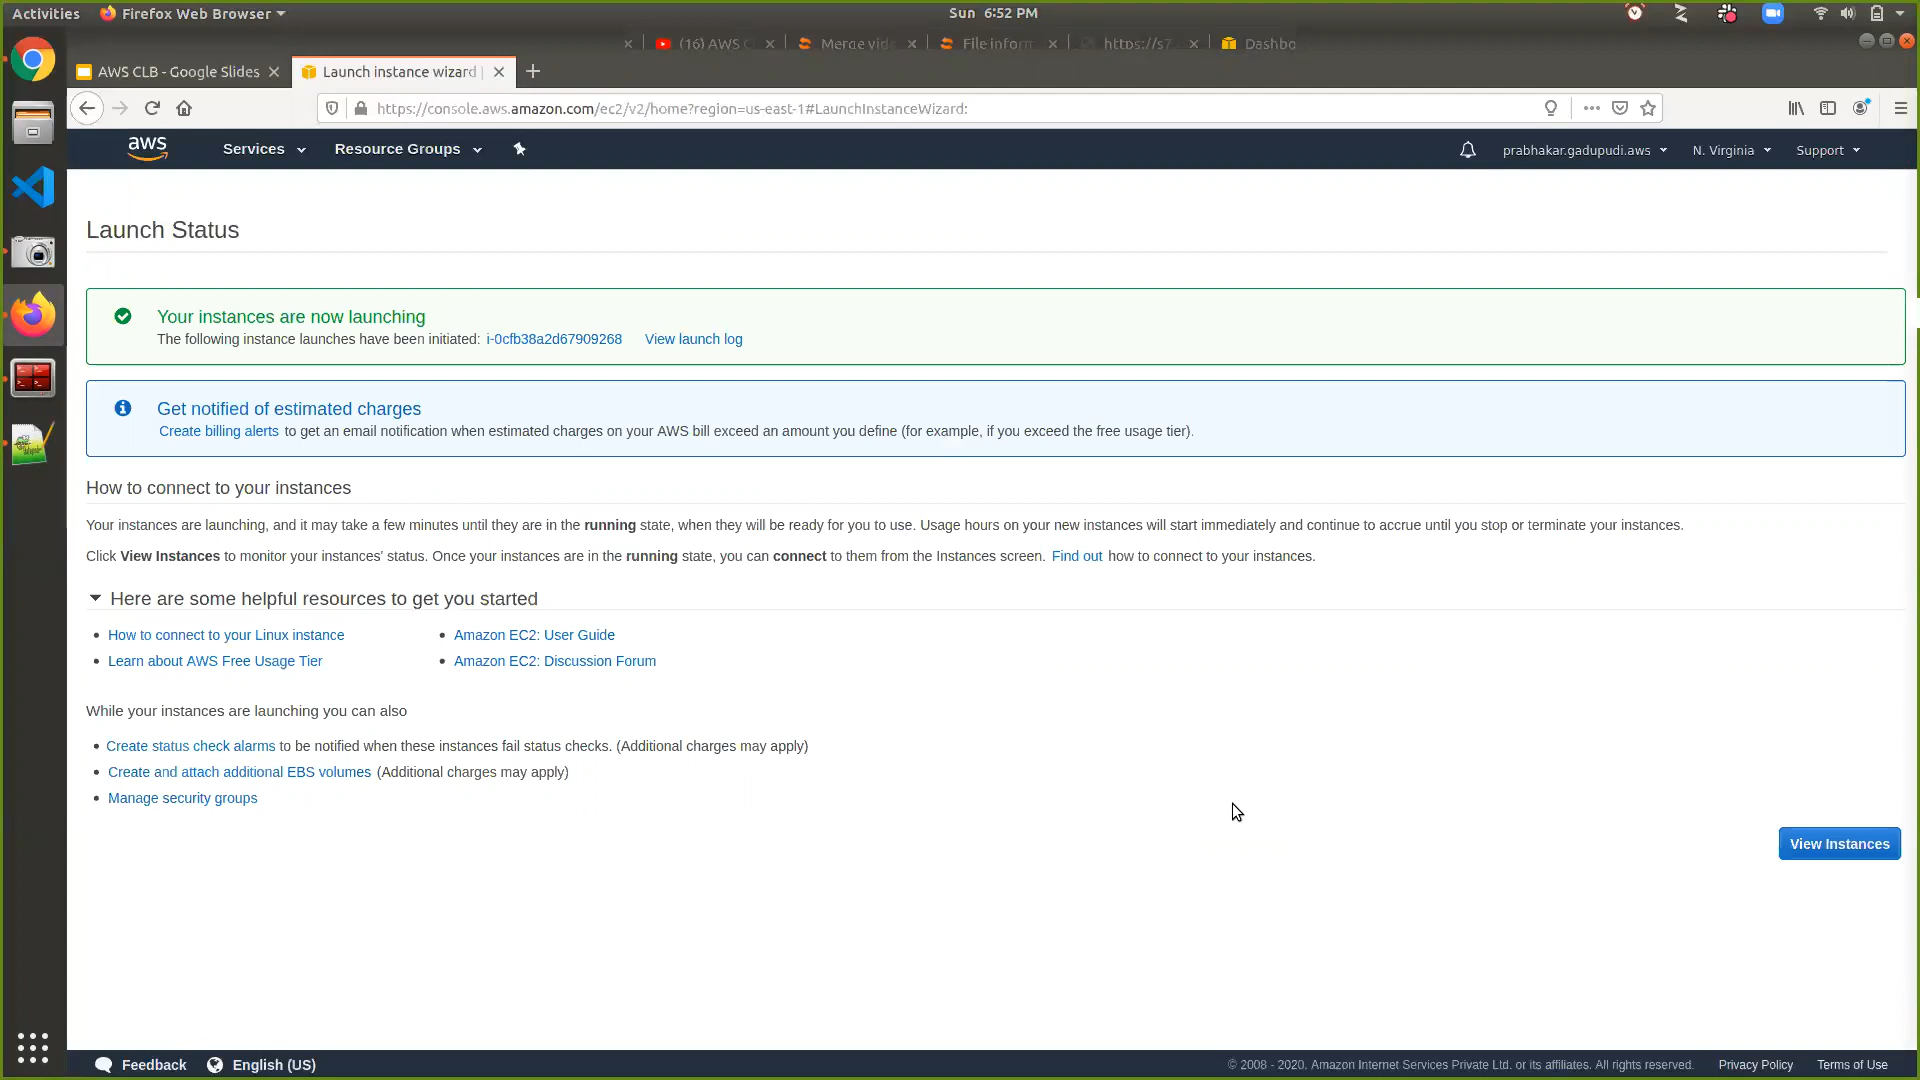 Activities
Firefox Web Browser
Sun 6:52 PM
(16) AWS C
Merge vid
File inform
https://s7
Dashbo
AWS CLB - Google Slides
Launch instance wizard
https://console.aws.amazon.com/ec2/v2/home?region=us-east-1#LaunchInstanceWizard:
aws
Services
Resource Groups
prabhakar.gadupudi.aws
N. Virginia
Support
Launch Status
Your instances are now launching
The following instance launches have been initiated: i-0cfb38a2d67909268 View launch log
Get notified of estimated charges
Create billing alerts to get an email notification when estimated charges on your AWS bill exceed an amount you define (for example, if you exceed the free usage tier).
How to connect to your instances
Your instances are launching, and it may take a few minutes until they are in the running state, when they will be ready for you to use. Usage hours on your new instances will start immediately and continue to accrue until you stop or terminate your instances.
Click View Instances to monitor your instances' status. Once your instances are in the running state, you can connect to them from the Instances screen. Find out how to connect to your instances.
Here are some helpful resources to get you started
How to connect to your Linux instance
Amazon EC2: User Guide
Learn about AWS Free Usage Tier
Amazon EC2: Discussion Forum
While your instances are launching you can also
Create status check alarms to be notified when these instances fail status checks. (Additional charges may apply)
Create and attach additional EBS volumes (Additional charges may apply)
Manage security groups
View Instances
Feedback
English (US)
© 2008 - 2020, Amazon Internet Services Private Ltd. or its affiliates. All rights reserved.
Privacy Policy
Terms of Use